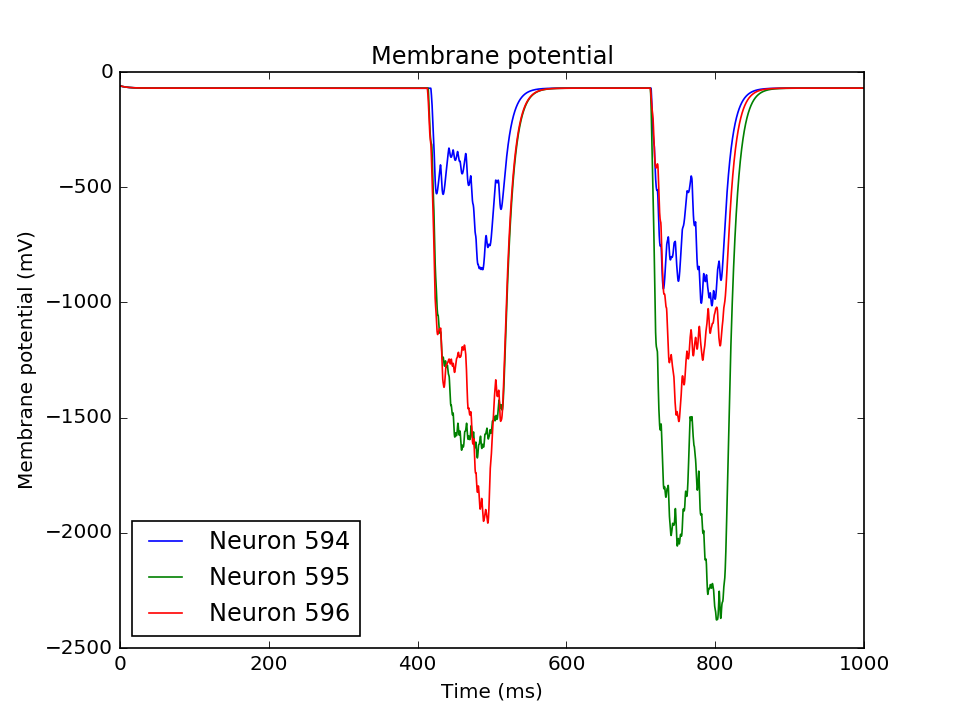 Membrane potential
0
−500
−1000
−1500
−2000
−2500
Membrane potential (mV)
Neuron 594
Neuron 595
Neuron 596
0 200 400 600 800 1000
Time (ms)